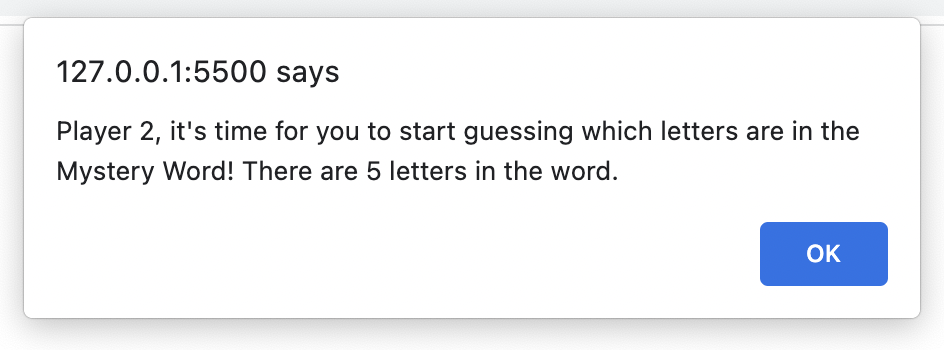 127.0.0.1:5500 says
Player 2, it's time for you to start guessing which letters are in the
Mystery Word! There are 5 letters in the word.
OK